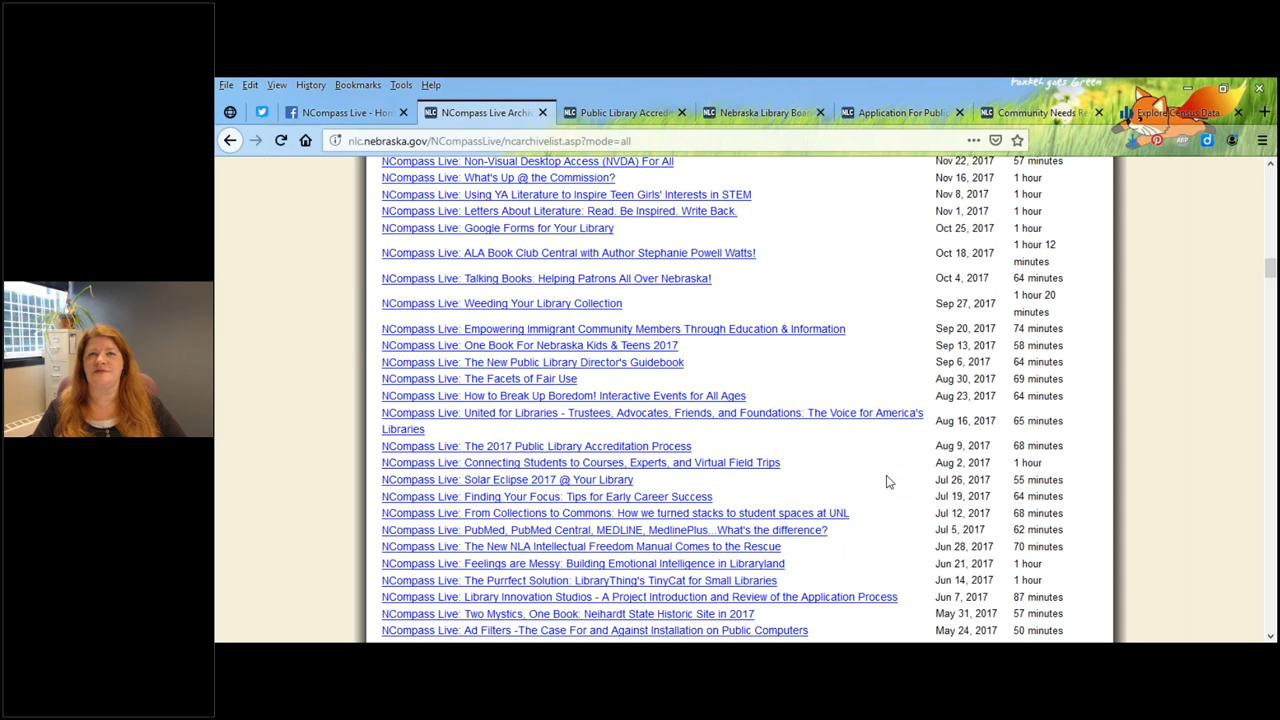 Foxkeh goes Green
File Edit View History Bookmarks Tools Help
NCompass Live - Hom NCompass Live Archiv Public Library Accredi Nebraska Library Boar Application For Public Community Needs Re Explore Census Data
nlc.nebraska.gov/NCompassLive/ncarchivelist.asp?mode=all
NCompass Live: Non-Visual Desktop Access (NVDA) For All Nov 22, 2017 57 minutes
NCompass Live: What's Up @ the Commission? Nov 16, 2017 1 hour
NCompass Live: Using YA Literature to Inspire Teen Girls' Interests in STEM Nov 8, 2017 1 hour
NCompass Live: Letters About Literature: Read. Be Inspired. Write Back. Nov 1, 2017 1 hour
NCompass Live: Google Forms for Your Library Oct 25, 2017 1 hour
NCompass Live: ALA Book Club Central with Author Stephanie Powell Watts! Oct 18, 2017 1 hour 12
minutes
NCompass Live: Talking Books: Helping Patrons All Over Nebraska! Oct 4, 2017 64 minutes
NCompass Live: Weeding Your Library Collection Sep 27, 2017 1 hour 20
minutes
NCompass Live: Empowering Immigrant Community Members Through Education & Information Sep 20, 2017 74 minutes
NCompass Live: One Book For Nebraska Kids & Teens 2017 Sep 13, 2017 58 minutes
NCompass Live: The New Public Library Director's Guidebook Sep 6, 2017 64 minutes
NCompass Live: The Facets of Fair Use Aug 30, 2017 69 minutes
NCompass Live: How to Break Up Boredom! Interactive Events for All Ages Aug 23, 2017 64 minutes
NCompass Live: United for Libraries - Trustees, Advocates, Friends, and Foundations: The Voice for America's
Libraries Aug 16, 2017 65 minutes
NCompass Live: The 2017 Public Library Accreditation Process Aug 9, 2017 68 minutes
NCompass Live: Connecting Students to Courses, Experts, and Virtual Field Trips Aug 2, 2017 1 hour
NCompass Live: Solar Eclipse 2017 @ Your Library Jul 26, 2017 55 minutes
NCompass Live: Finding Your Focus: Tips for Early Career Success Jul 19, 2017 64 minutes
NCompass Live: From Collections to Commons: How we turned stacks to student spaces at UNL Jul 12, 2017 68 minutes
NCompass Live: PubMed, PubMed Central, MEDLINE, MedlinePlus...What's the difference? Jul 5, 2017 62 minutes
NCompass Live: The New NLA Intellectual Freedom Manual Comes to the Rescue Jun 28, 2017 70 minutes
NCompass Live: Feelings are Messy: Building Emotional Intelligence in Libraryland Jun 21, 2017 1 hour
NCompass Live: The Purrfect Solution: LibraryThing's TinyCat for Small Libraries Jun 14, 2017 1 hour
NCompass Live: Library Innovation Studios - A Project Introduction and Review of the Application Process Jun 7, 2017 87 minutes
NCompass Live: Two Mystics, One Book: Neihardt State Historic Site in 2017 May 31, 2017 57 minutes
NCompass Live: Ad Filters -The Case For and Against Installation on Public Computers May 24, 2017 50 minutes